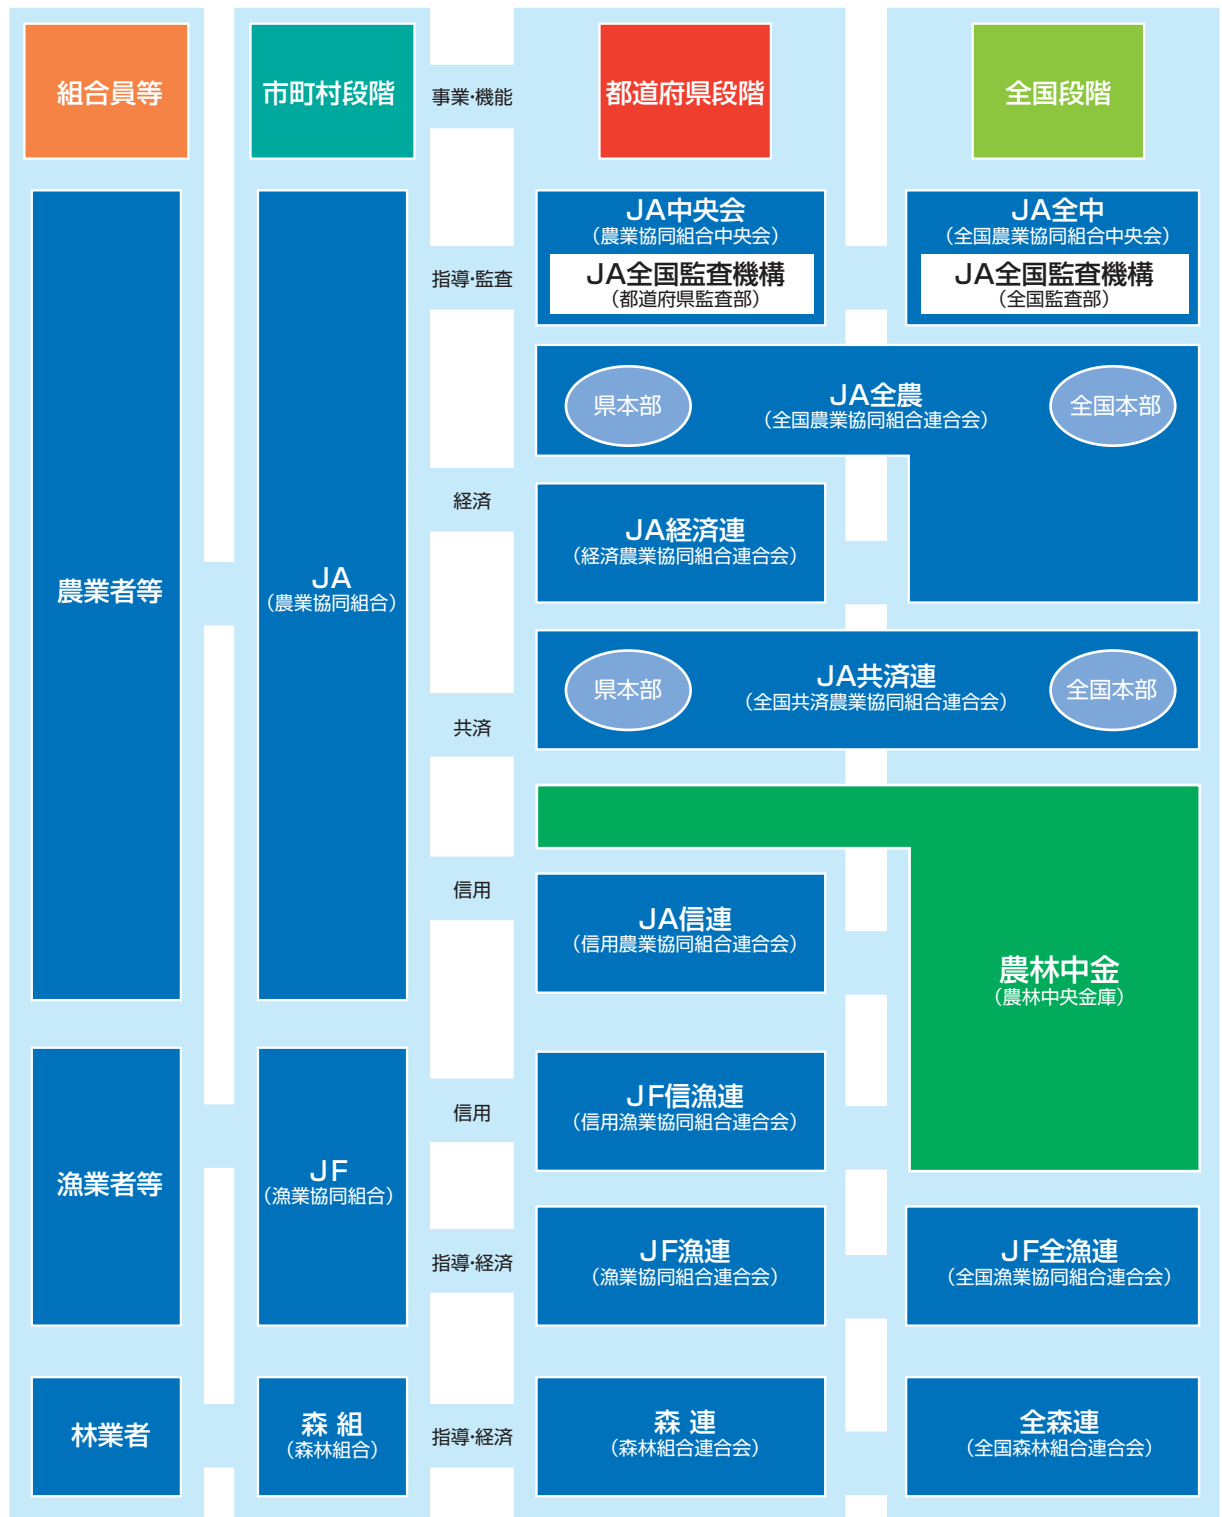 組合員等
市町村段階
事業・機能
都道府県段階
全国段階
農業者等
JA
（農業協同組合）
指導・監査
JA中央会
（農業協同組合中央会）
JA全国監査機構
（都道府県監査部）
JA全中
（全国農業協同組合中央会）
JA全国監査機構
（全国監査部）
経済
県本部
JA全農
（全国農業協同組合連合会）
全国本部
JA経済連
（経済農業協同組合連合会）
共済
県本部
JA共済連
（全国共済農業協同組合連合会）
全国本部
信用
JA信連
（信用農業協同組合連合会）
農林中金
（農林中央金庫）
漁業者等
JF
（漁業協同組合）
信用
JF信漁連
（信用漁業協同組合連合会）
指導・経済
JF漁連
（漁業協同組合連合会）
JF全漁連
（全国漁業協同組合連合会）
林業者
森 組
（森林組合）
指導・経済
森 連
（森林組合連合会）
全森連
（全国森林組合連合会）